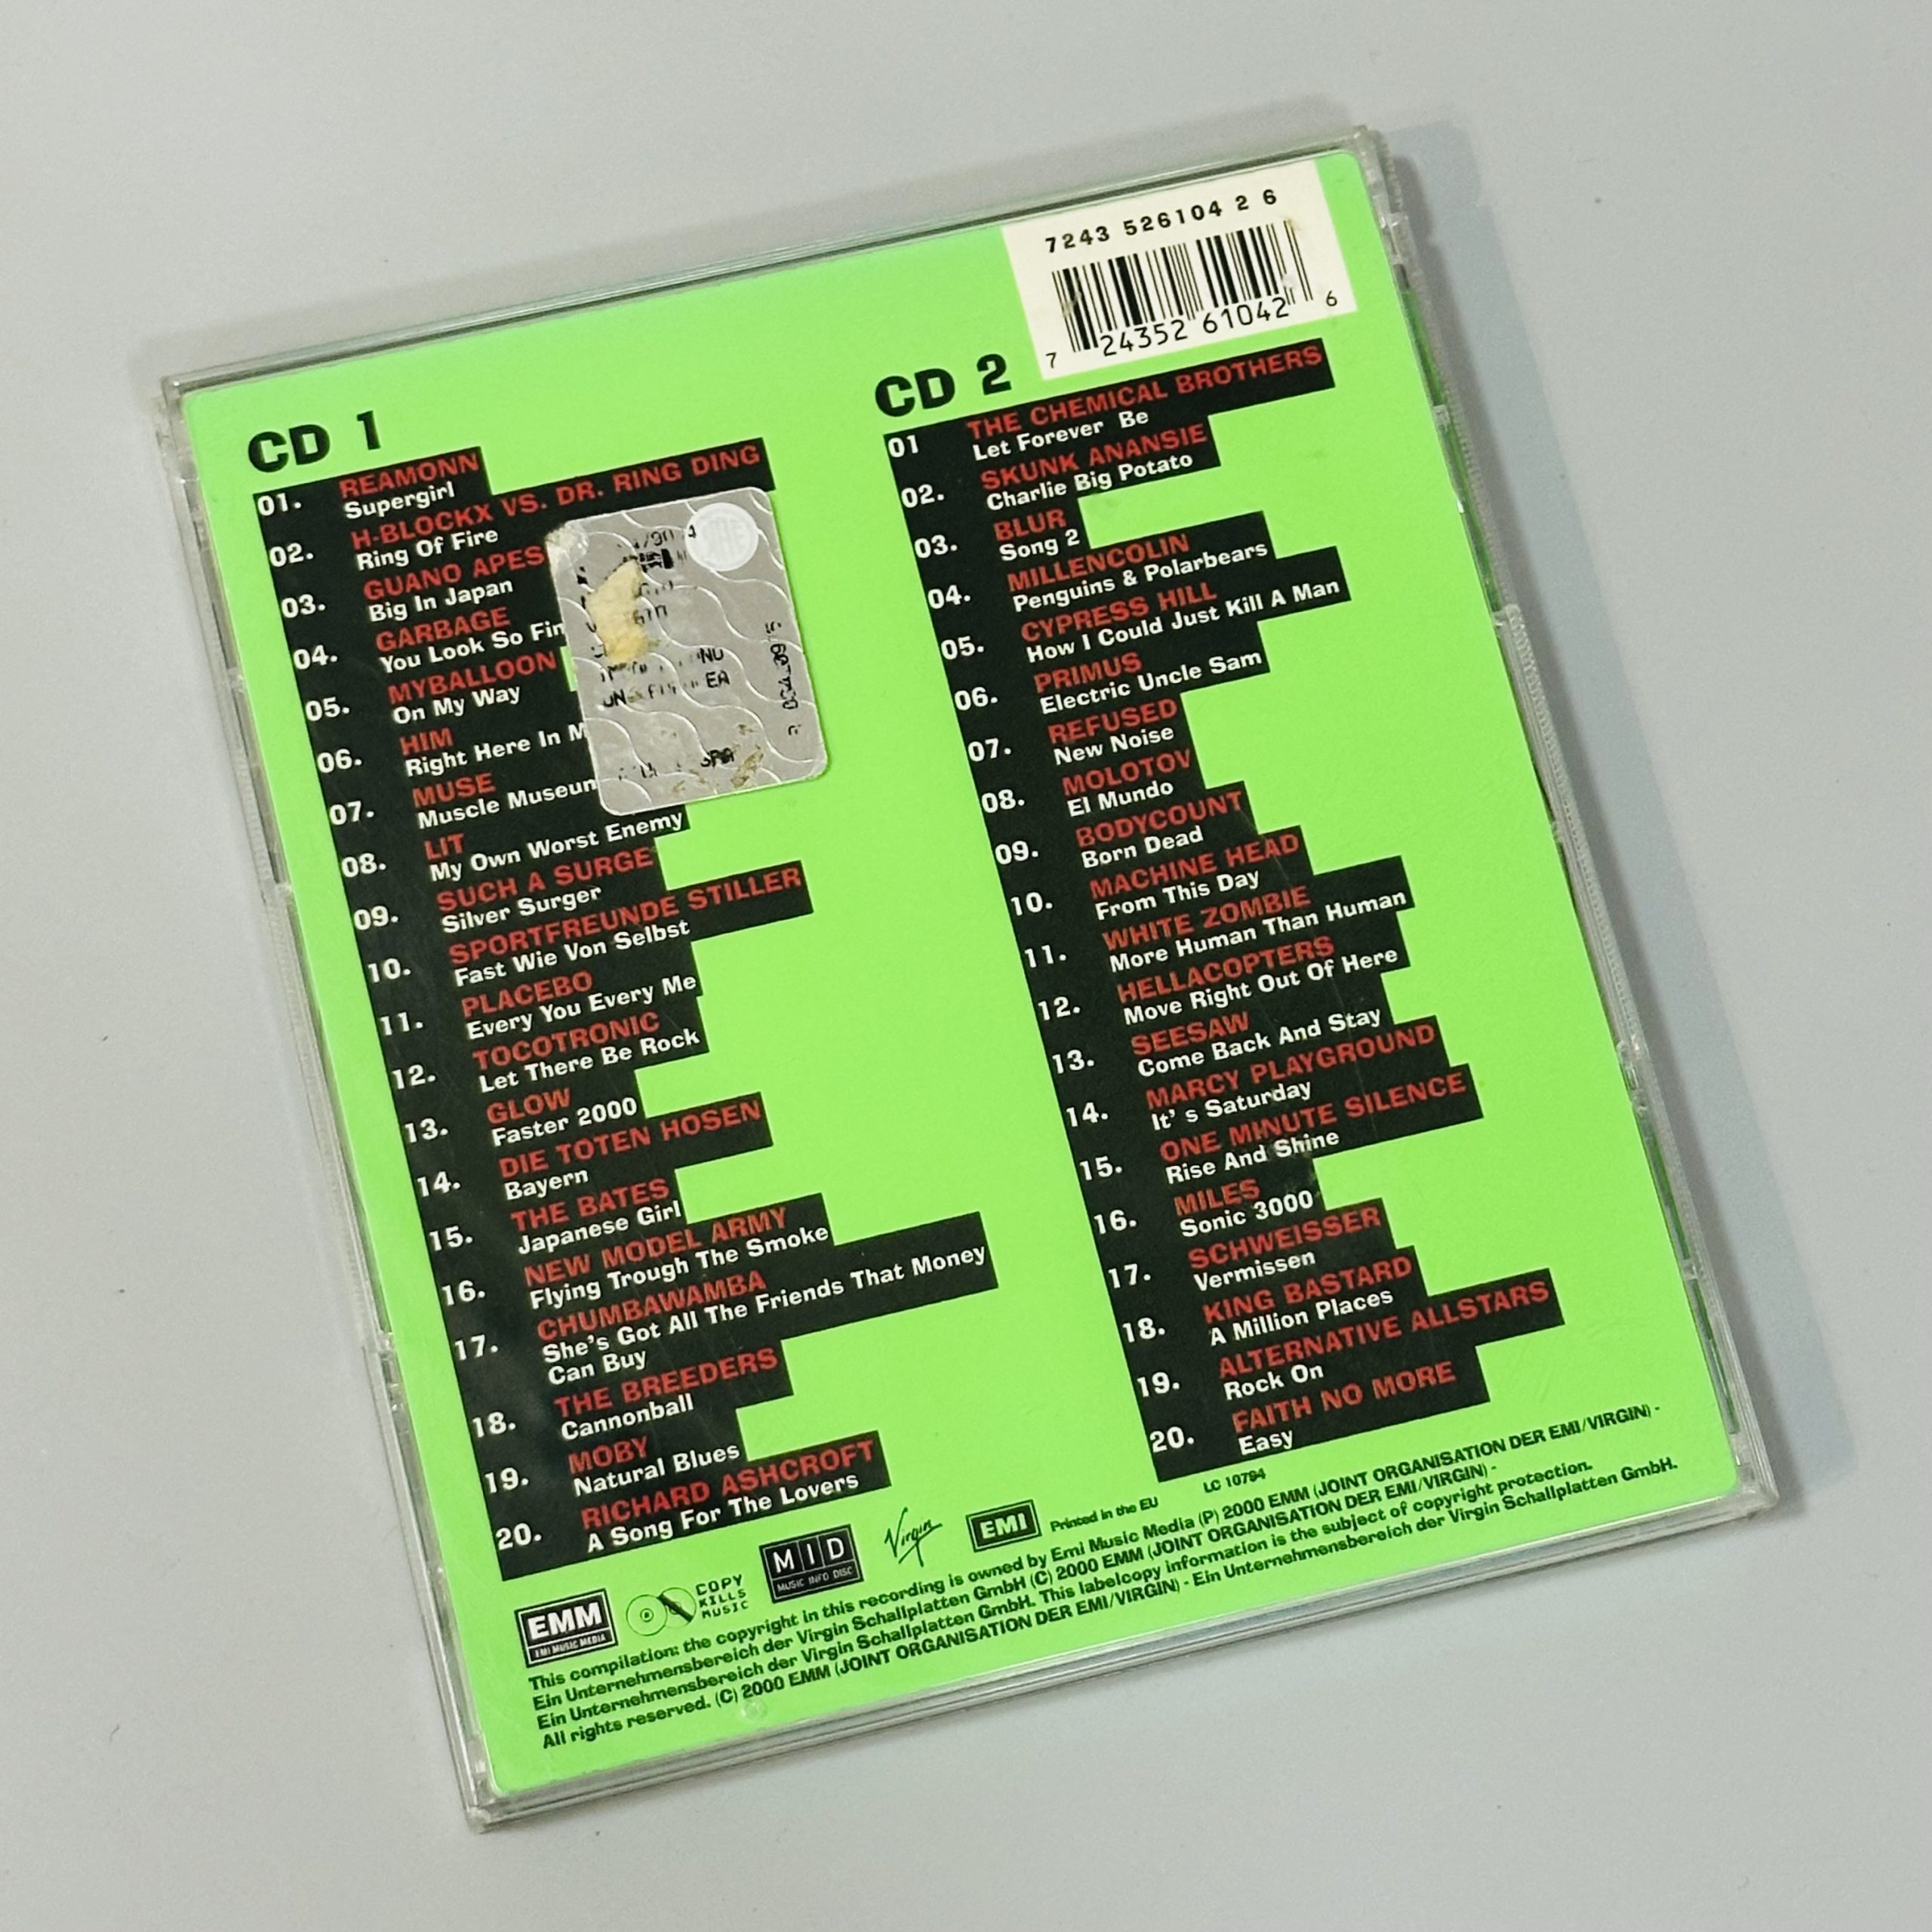 7243 526104 2 6
7 24352 61042 6
CD 1
01. REAMONN
Supergirl
02. H-BLOCKX VS. DR. RING DING
Ring Of Fire
03. GUANO APES
Big In Japan
04. GARBAGE
You Look So
05. MYBALLOON
On My Way
06. HIM
Right Here In
07. MUSE
Muscle
08. LIT
My Own Worst Enemy
09. SUCH A SURGE
Silver Surger
10. SPORTFREUNDE STILLER
Fast Wie Von Selbst
11. PLACEBO
Every You Every Me
12. TOCOTRONIC
Let There Be Rock
13. GLOW
Faster 2000
14. DIE TOTEN HOSEN
Bayern
15. THE BATES
Japanese Girl
16. NEW MODEL ARMY
Flying Trough The Smoke
17. CHUMBAWAMBA
She's Got All The Friends That Money
Can Buy
18. THE BREEDERS
Cannonball
19. MOBY
Natural Blues
20. RICHARD ASHCROFT
A Song For The Lovers
CD 2
01 THE CHEMICAL BROTHERS
Let Forever Be
02. SKUNK ANANSIE
Charlie Big Potato
03. BLUR
Song 2
04. MILLENCOLIN
Penguins & Polarbears
05. CYPRESS HILL
How I Could Just Kill A Man
06. PRIMUS
Electric Uncle Sam
07. REFUSED
New Noise
08. MOLOTOV
El Mundo
09. BODYCOUNT
Born Dead
10. MACHINE HEAD
From This Day
11. WHITE ZOMBIE
More Human Than Human
12. HELLACOPTERS
Move Right Out Of Here
13. SEESAW
Come Back And Stay
14. MARCY PLAYGROUND
It' s Saturday
15. ONE MINUTE SILENCE
Rise And Shine
16. MILES
Sonic 3000
17. SCHWEISSER
Vermissen
18. KING BASTARD
A Million Places
19. ALTERNATIVE ALLSTARS
Rock On
20. FAITH NO MORE
Easy
EMM
EMI MUSIC MEDIA
COPY
KILLS
MUSIC
MID
MUSIC INFO DISC
Virgin
EMI
Printed in the EU
LC 10794
This compilation: the copyright in this recording is owned by Emi Music Media (P) 2000 EMM (JOINT ORGANISATION DER EMI/VIRGIN) -
Ein Unternehmensbereich der Virgin Schallplatten GmbH (C) 2000 EMM (JOINT ORGANISATION DER EMI/VIRGIN) -
Ein Unternehmensbereich der Virgin Schallplatten GmbH. This labelcopy information is the subject of copyright protection.
All rights reserved. (C) 2000 EMM (JOINT ORGANISATION DER EMI/VIRGIN) - Ein Unternehmensbereich der Virgin Schallplatten GmbH.